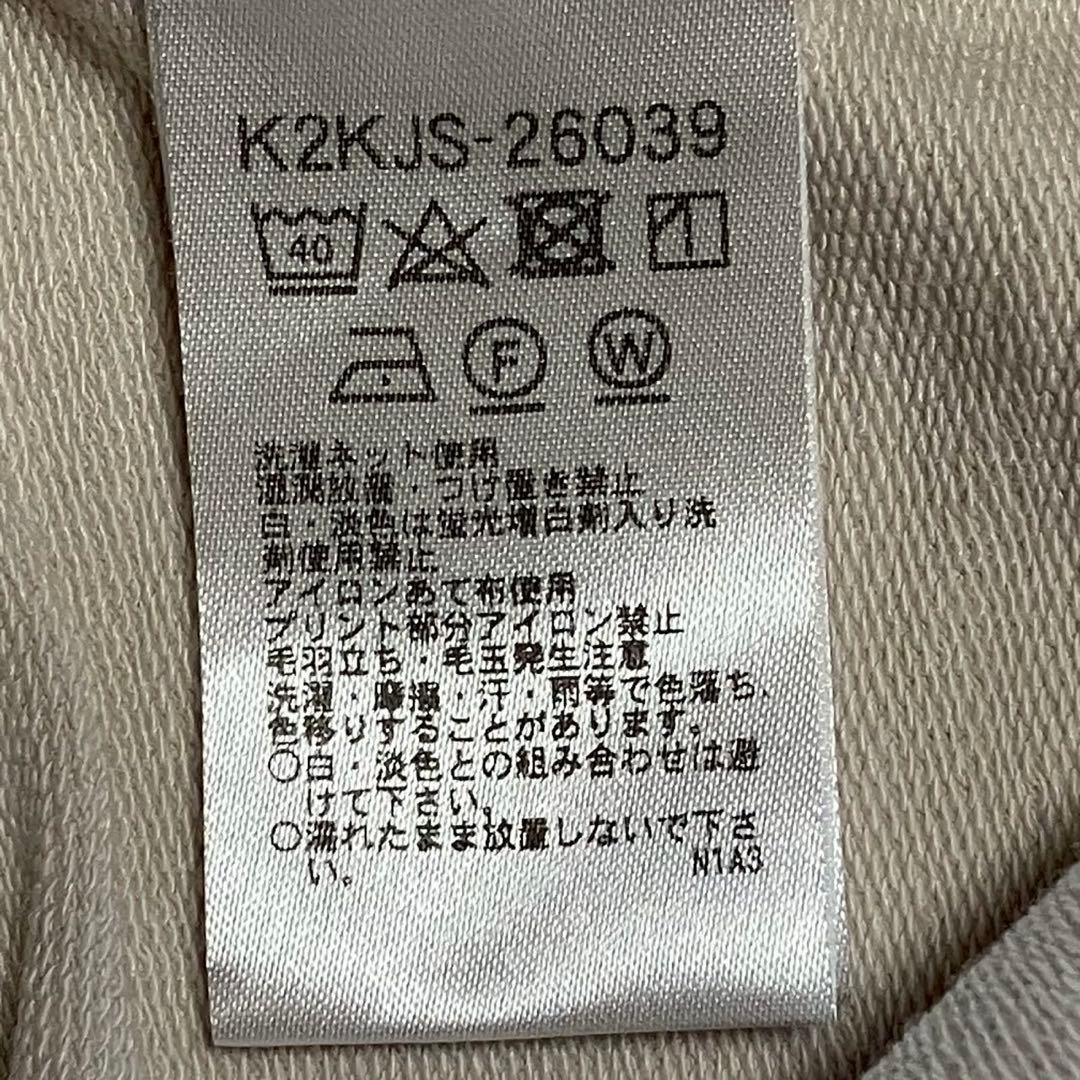 K2KJS-26039
40
F W
洗濯ネット使用
湿潤放置・つけ置き禁止
白・淡色は蛍光増白剤入り洗
剤使用禁止
アイロンあて布使用
プリント部分アイロン禁止
毛羽立ち・毛玉発生注意
洗濯・摩擦・汗・雨等で色落ち、
色移りすることがあります。
○白・淡色との組み合わせは避
けて下さい。
○濡れたまま放置しないで下さ
い。
N1A3